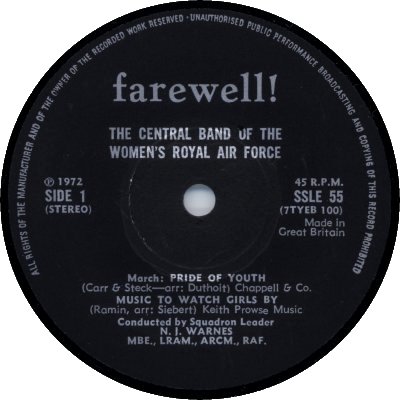 ALL RIGHTS OF THE MANUFACTURER AND OF THE OWNER OF THE RECORDED WORK RESERVED · UNAUTHORISED PUBLIC PERFORMANCE BROADCASTING AND COPYING OF THIS RECORD PROHIBITED
farewell!
THE CENTRAL BAND OF THE
WOMEN'S ROYAL AIR FORCE
℗ 1972
SIDE 1
(STEREO)
45 R.P.M.
SSLE 55
(7TYEB 100)
Made in
Great Britain
March: PRIDE OF YOUTH
(Carr & Steck—arr: Duthoit) Chappell & Co.
MUSIC TO WATCH GIRLS BY
(Ramin, arr: Siebert) Keith Prowse Music
Conducted by Squadron Leader
N. J. WARNES
MBE., LRAM., ARCM., RAF.